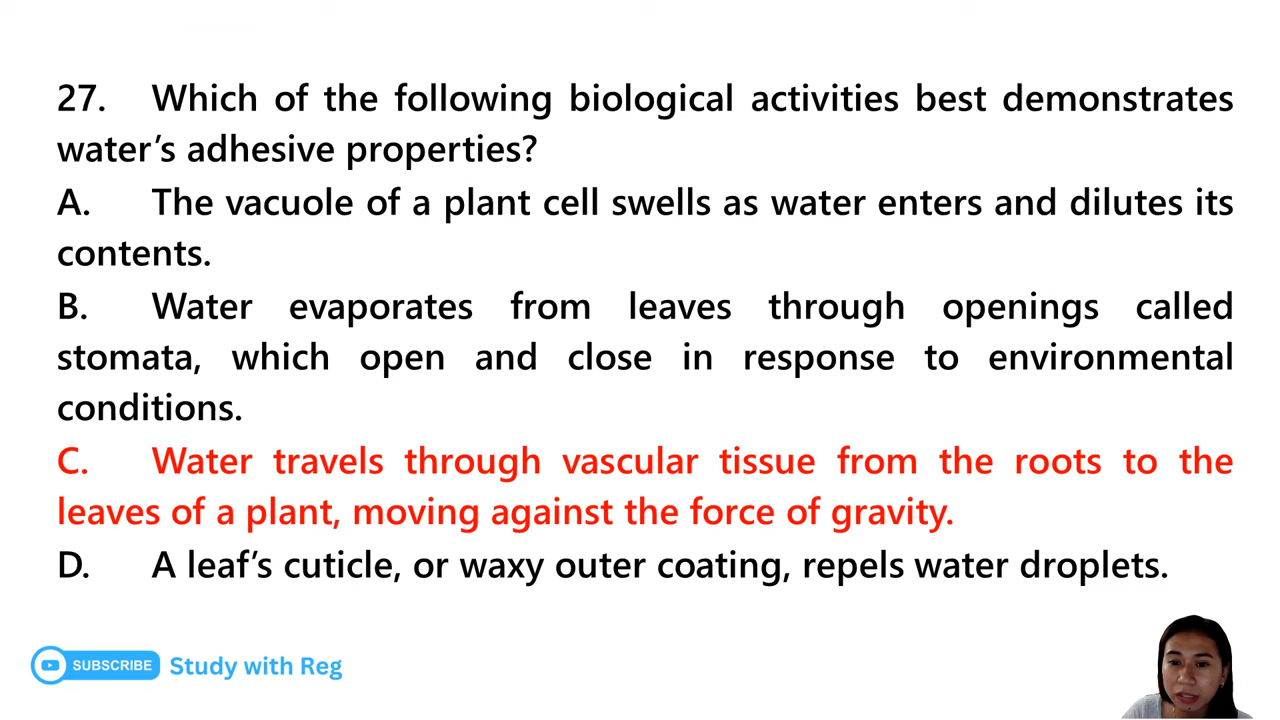 27. Which of the following biological activities best demonstrates
water’s adhesive properties?
A. The vacuole of a plant cell swells as water enters and dilutes its
contents.
B. Water evaporates from leaves through openings called
stomata, which open and close in response to environmental
conditions.
C. Water travels through vascular tissue from the roots to the
leaves of a plant, moving against the force of gravity.
D. A leaf’s cuticle, or waxy outer coating, repels water droplets.
SUBSCRIBE Study with Reg